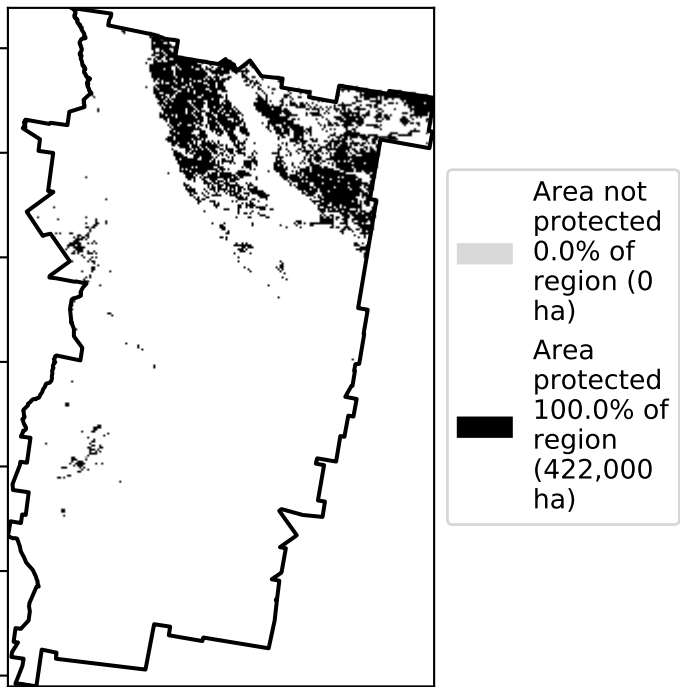 Area not
protected
0.0% of
region (0
ha)
Area
protected
100.0% of
region
(422,000
ha)